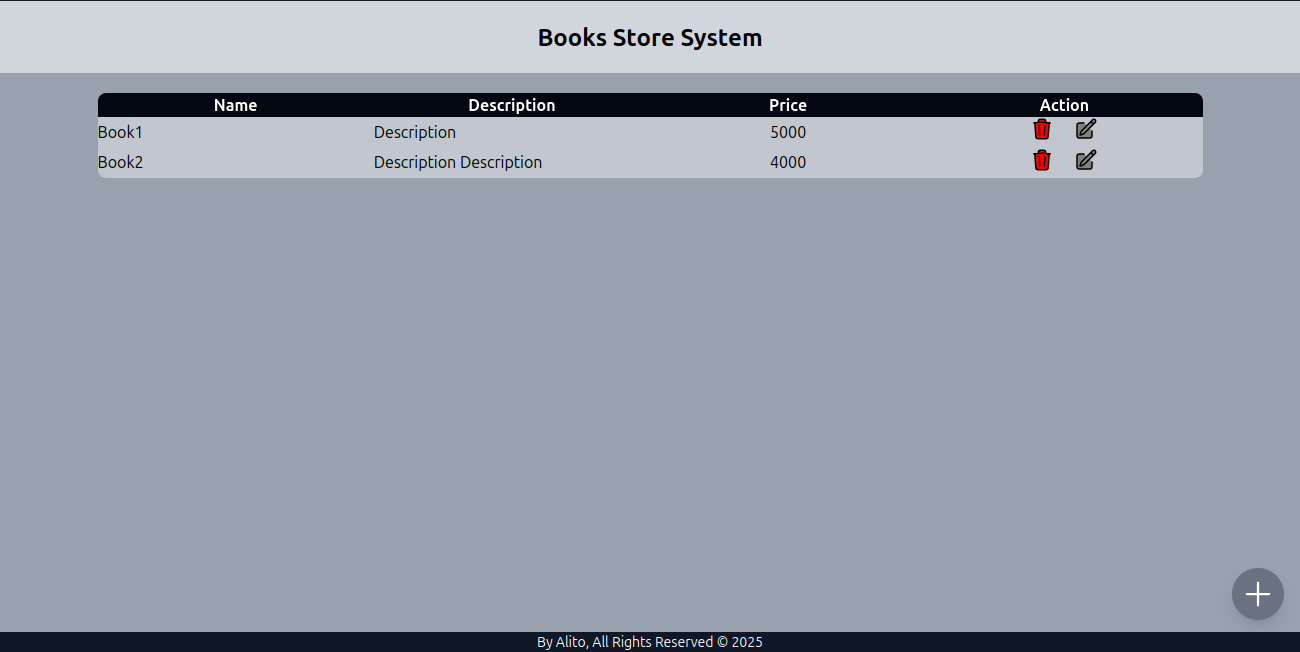 Books Store System
Name Description Price Action
Book1 Description 5000
Book2 Description Description 4000
By Alito, All Rights Reserved © 2025